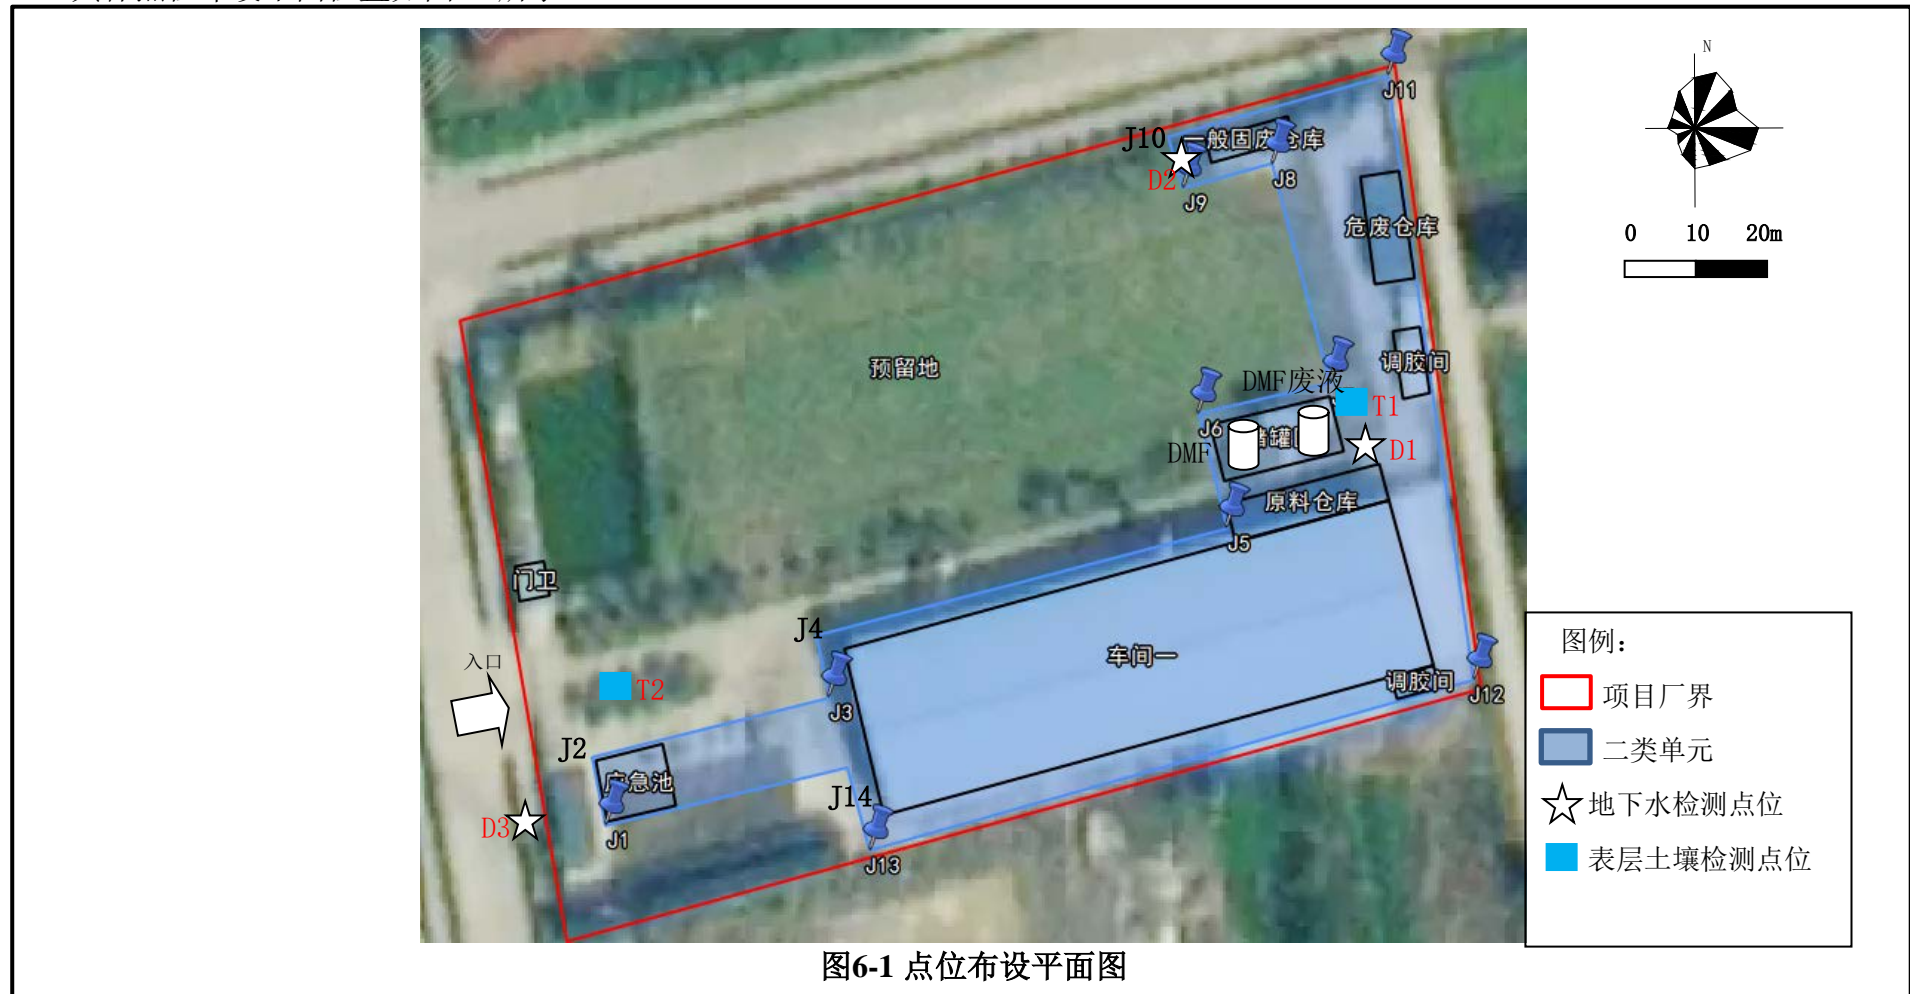 N
J11
J10
一般固废仓库
D2
J8
J9
危废仓库
0 10 20m
预留地
调胶间
DMF废液
T1
J6
储罐区
DMF
D1
原料仓库
J5
门卫
J4
车间一
入口
T2
调胶间
J3
J12
J2
应急池
J14
D3
J1
J13
图例：
项目厂界
二类单元
地下水检测点位
表层土壤检测点位
图6-1 点位布设平面图